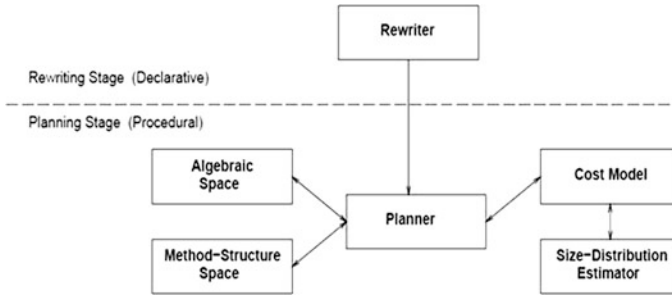 Rewriter
Rewriting Stage (Declarative)
Planning Stage (Procedural)
Algebraic
Space
Cost Model
Planner
Method-Structure
Space
Size-Distribution
Estimator